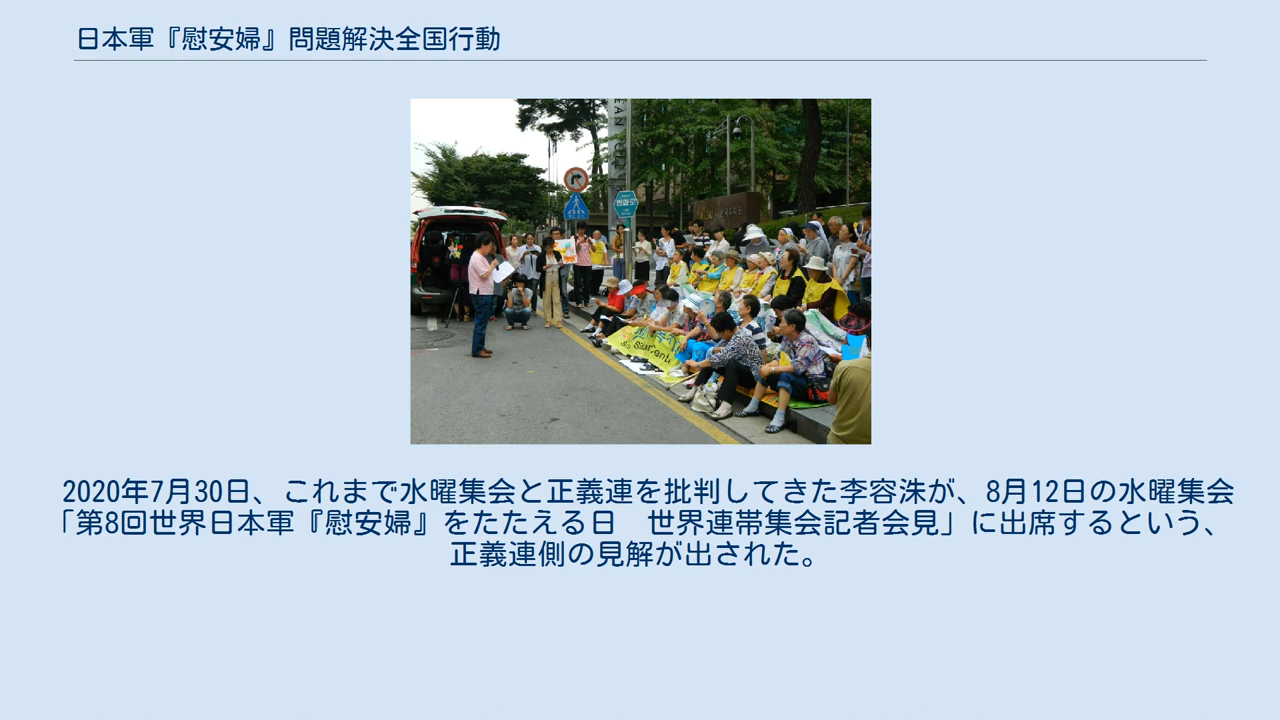 日本軍『慰安婦』問題解決全国行動
2020年7月30日、これまで水曜集会と正義連を批判してきた李容洙が、8月12日の水曜集会
「第8回世界日本軍『慰安婦』をたたえる日　世界連帯集会記者会見」に出席するという、
正義連側の見解が出された。